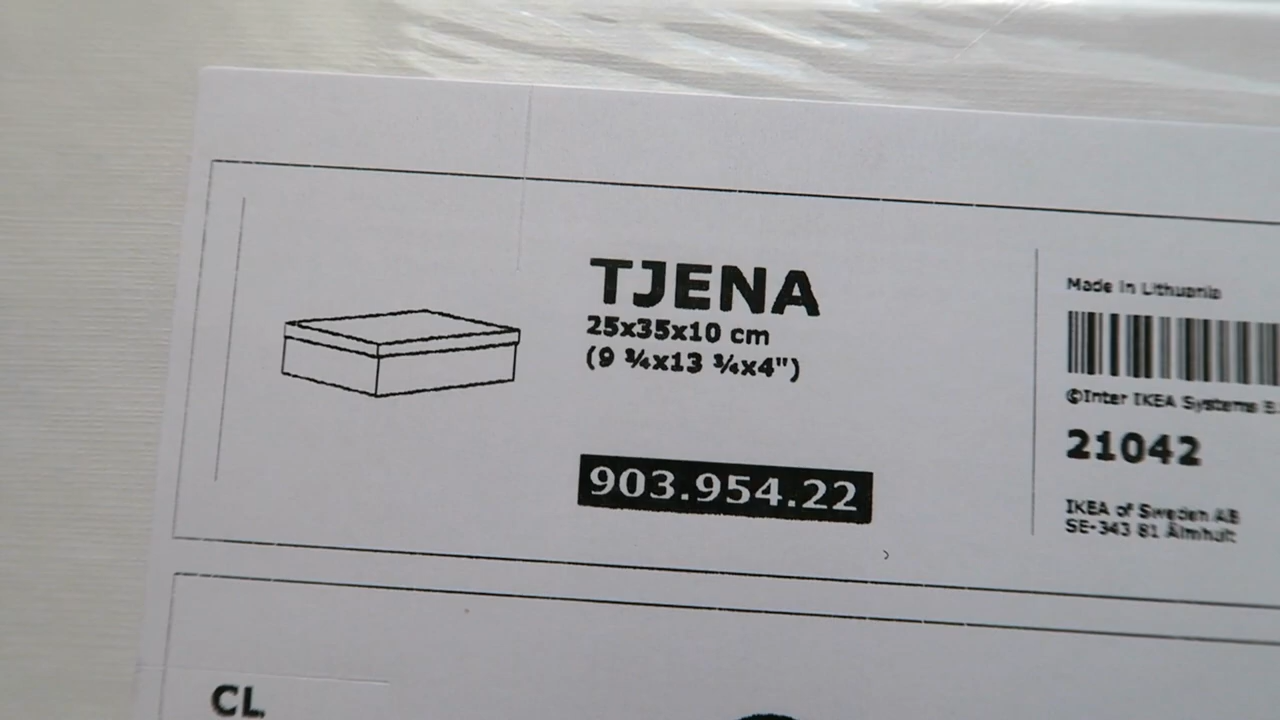 TJENA
25x35x10 cm
(9 ¾x13 ¾x4")
903.954.22
Made in Lithuania
©Inter IKEA Systems B.
21042
IKEA of Sweden AB
SE-343 81 Älmhult
CL